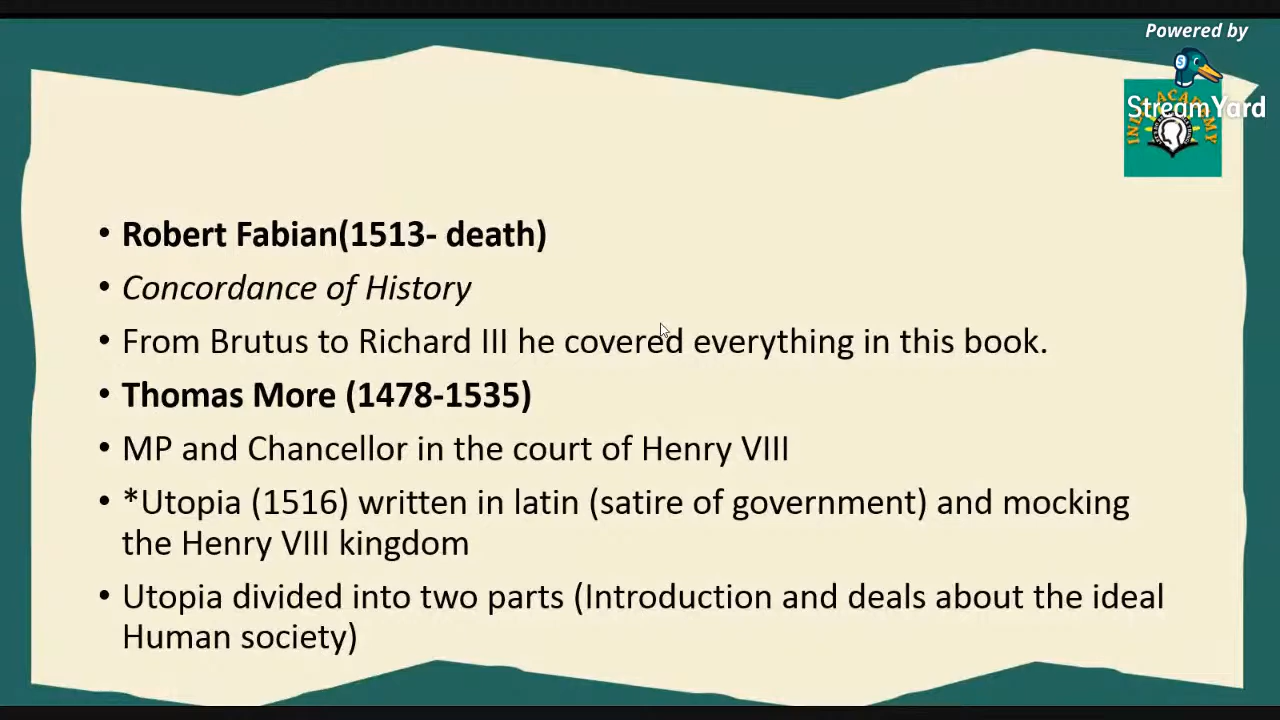 Powered by
StreamYard
INDIA ACADEMY
• Robert Fabian(1513- death)
• Concordance of History
• From Brutus to Richard III he covered everything in this book.
• Thomas More (1478-1535)
• MP and Chancellor in the court of Henry VIII
• *Utopia (1516) written in latin (satire of government) and mocking
the Henry VIII kingdom
• Utopia divided into two parts (Introduction and deals about the ideal
Human society)